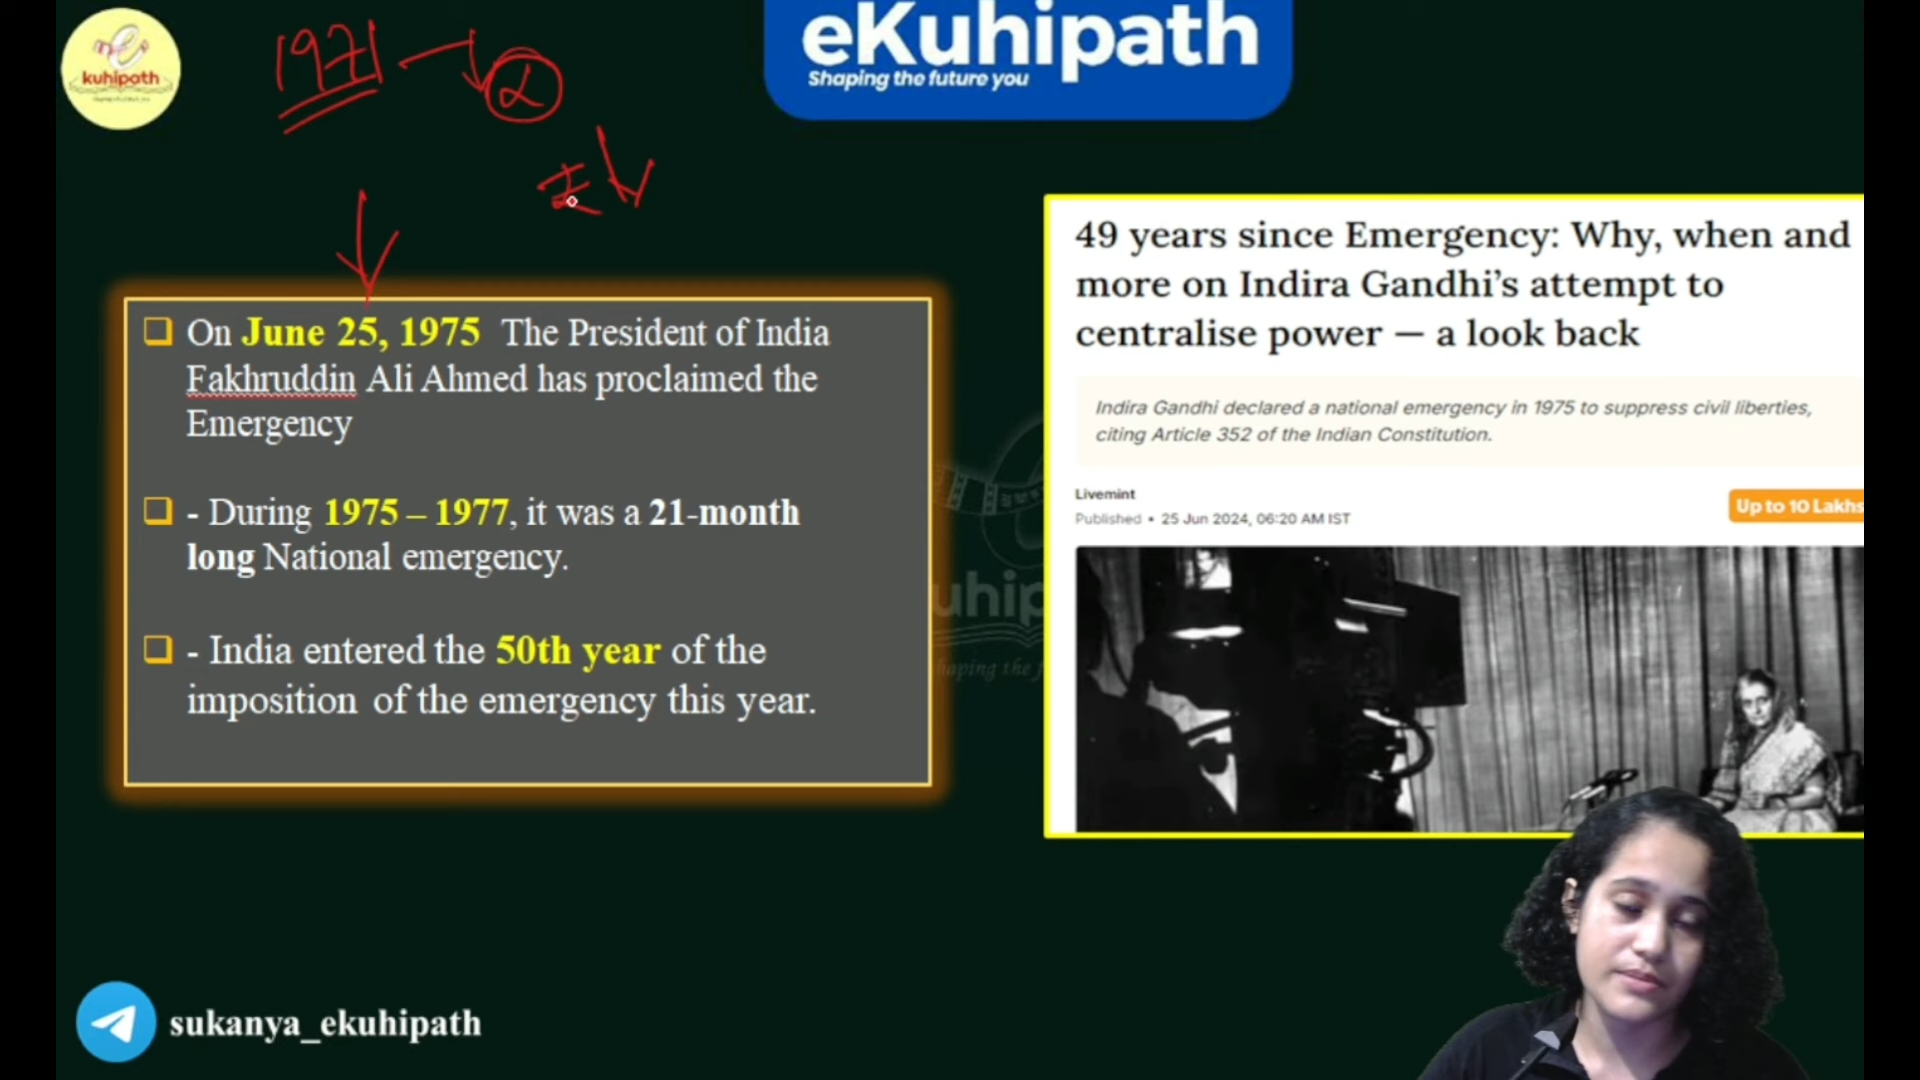 kuhipath
1971
2
eKuhipath
Shaping the future you
49 years since Emergency: Why, when and
more on Indira Gandhi's attempt to
centralise power — a look back
Indira Gandhi declared a national emergency in 1975 to suppress civil liberties,
citing Article 352 of the Indian Constitution.
Livemint
Published • 25 Jun 2024, 06:20 AM IST
Up to 10 Lakhs
On June 25, 1975 The President of India
Fakhruddin Ali Ahmed has proclaimed the
Emergency
- During 1975 – 1977, it was a 21-month
long National emergency.
- India entered the 50th year of the
imposition of the emergency this year.
sukanya_ekuhipath